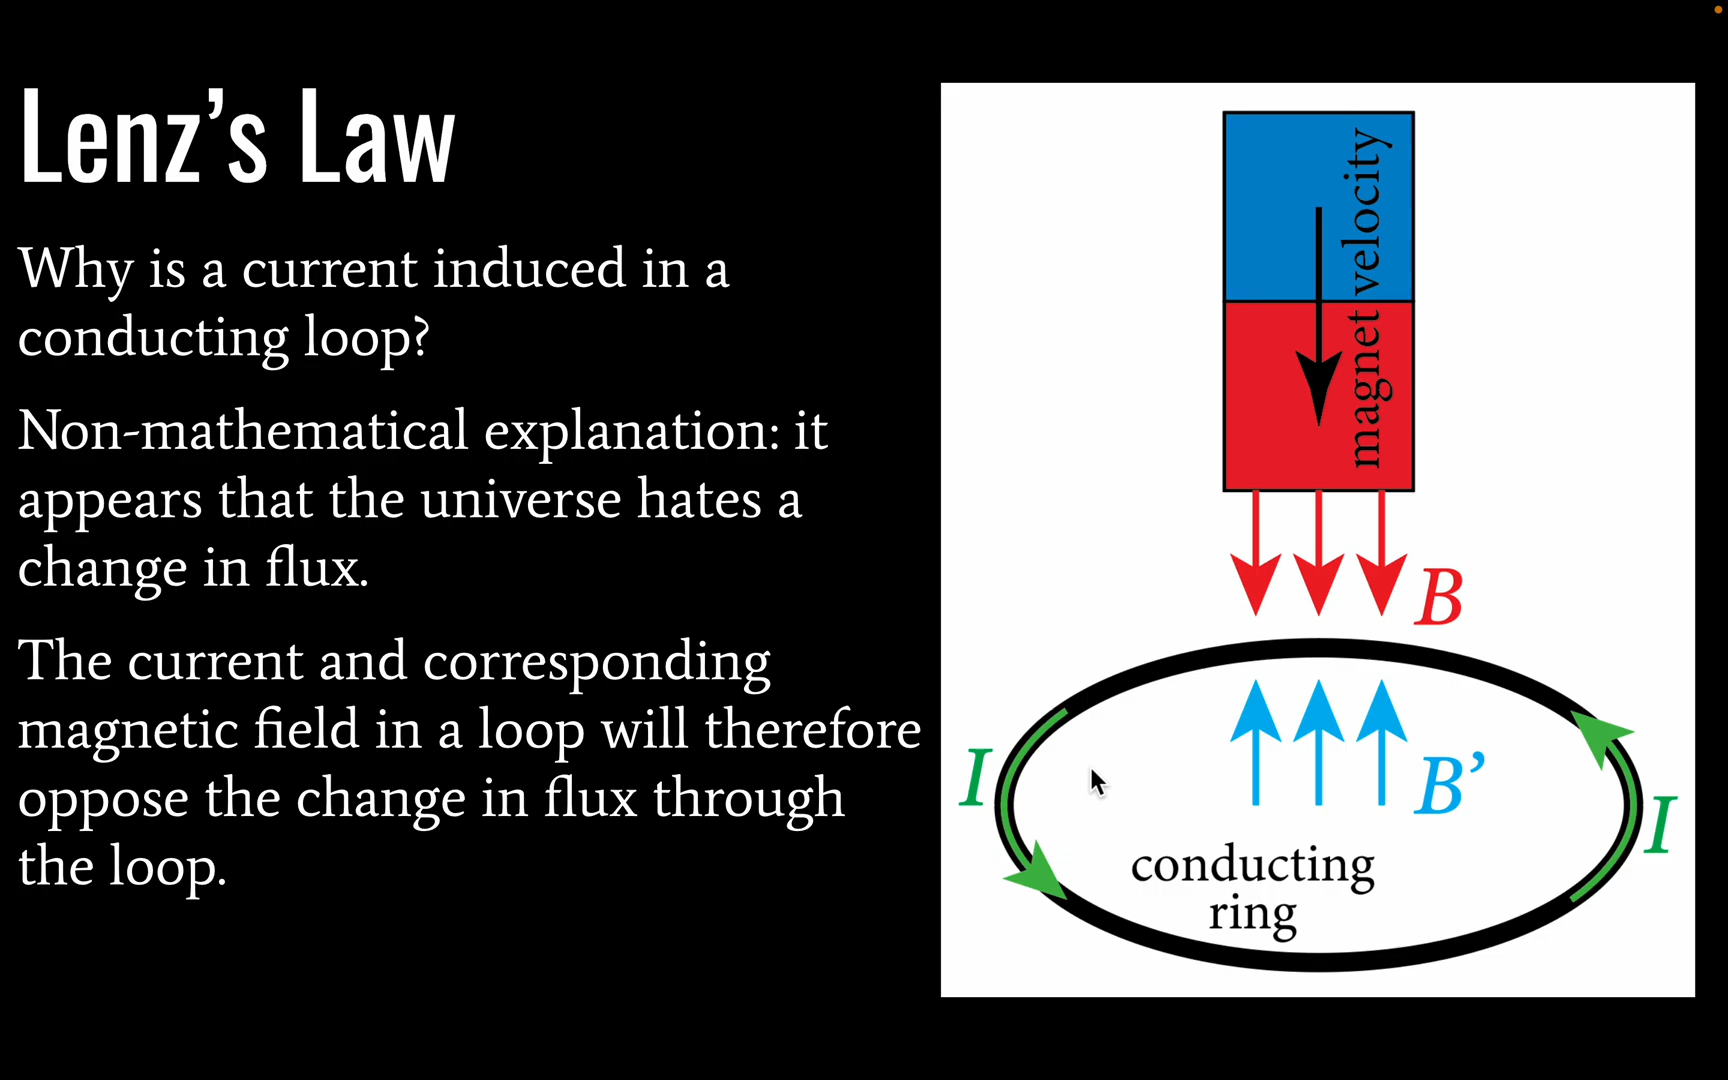 Lenz’s Law
Why is a current induced in a
conducting loop?
Non-mathematical explanation: it
appears that the universe hates a
change in flux.
The current and corresponding
magnetic field in a loop will therefore
oppose the change in flux through
the loop.
magnet velocity
B
I
B’
I
conducting
ring